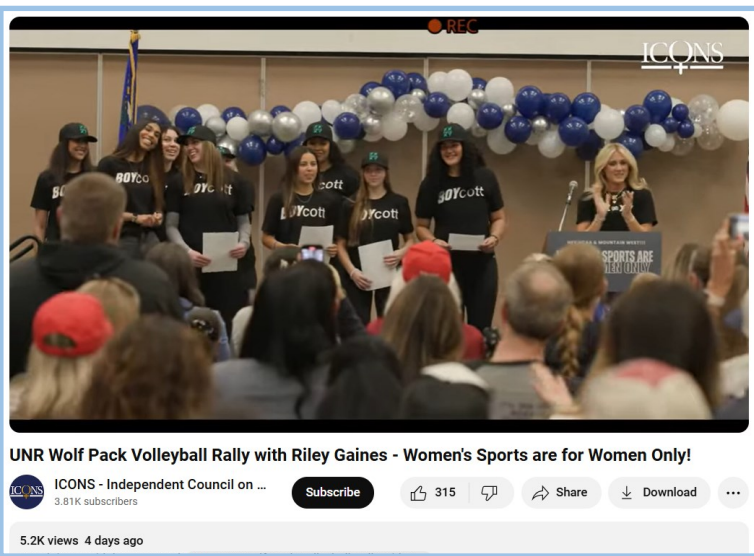 REC
ICONS
BOYcott
BOYcott
BOYcott
BOYcott
BOYcott
SPORTS ARE
UNR Wolf Pack Volleyball Rally with Riley Gaines - Women's Sports are for Women Only!
ICONS
ICONS - Independent Council on ...
3.81K subscribers
Subscribe
315
Share
Download
...
5.2K views 4 days ago